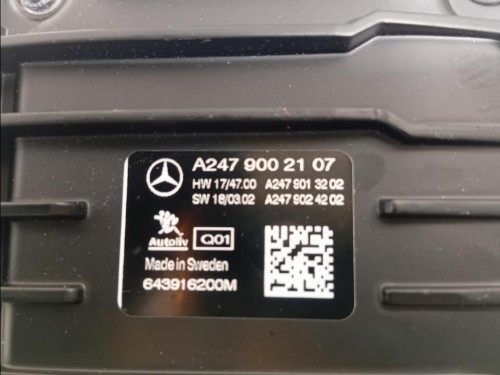 A247 900 21 07
HW 17/47.00 A247 901 32 02
SW 18/03.02 A247 902 42 02
Autoliv Q01
Made in Sweden
643916200M